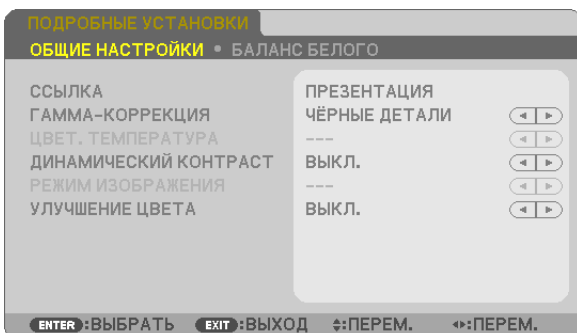 ПОДРОБНЫЕ УСТАНОВКИ
ОБЩИЕ НАСТРОЙКИ • БАЛАНС БЕЛОГО
ССЫЛКА ПРЕЗЕНТАЦИЯ
ГАММА-КОРРЕКЦИЯ ЧЁРНЫЕ ДЕТАЛИ
ЦВЕТ. ТЕМПЕРАТУРА ---
ДИНАМИЧЕСКИЙ КОНТРАСТ ВЫКЛ.
РЕЖИМ ИЗОБРАЖЕНИЯ ---
УЛУЧШЕНИЕ ЦВЕТА ВЫКЛ.
ENTER:ВЫБРАТЬ EXIT:ВЫХОД :ПЕРЕМ. :ПЕРЕМ.